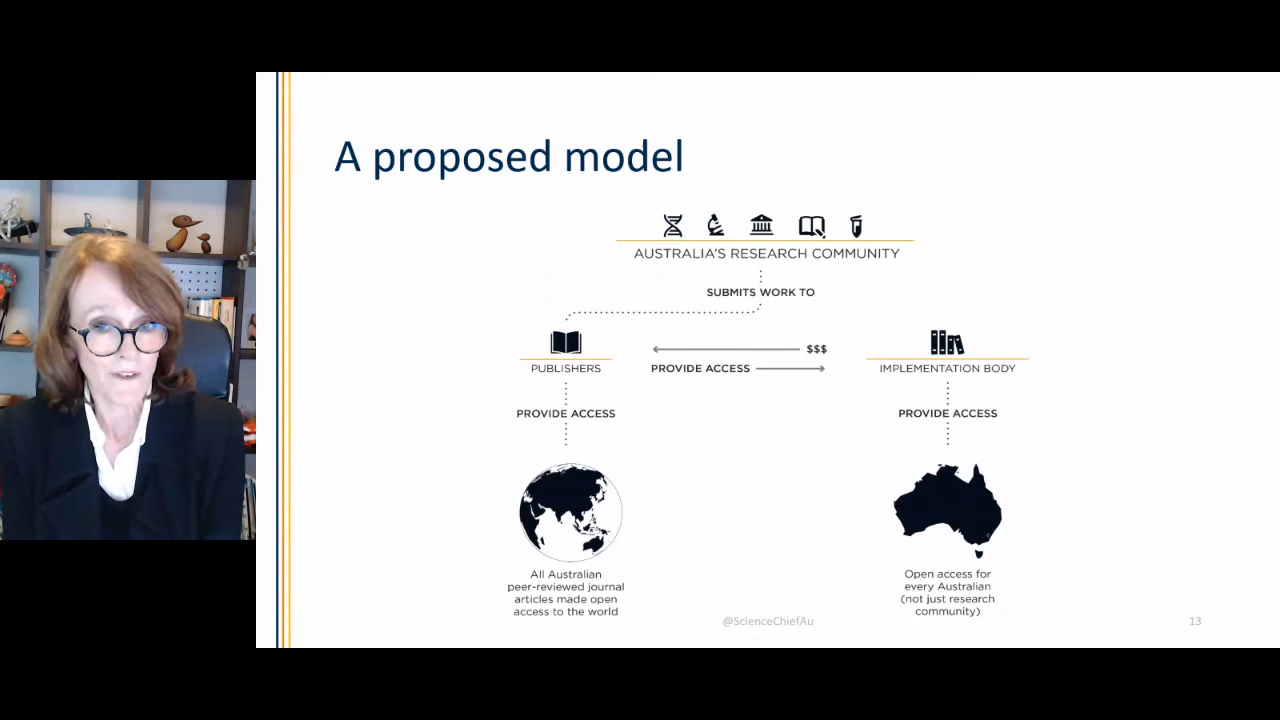 A proposed model
AUSTRALIA'S RESEARCH COMMUNITY
SUBMITS WORK TO
$$$
PUBLISHERS
PROVIDE ACCESS
IMPLEMENTATION BODY
PROVIDE ACCESS
PROVIDE ACCESS
All Australian
peer-reviewed journal
articles made open
access to the world
Open access for
every Australian
(not just research
community)
@ScienceChiefAu
13